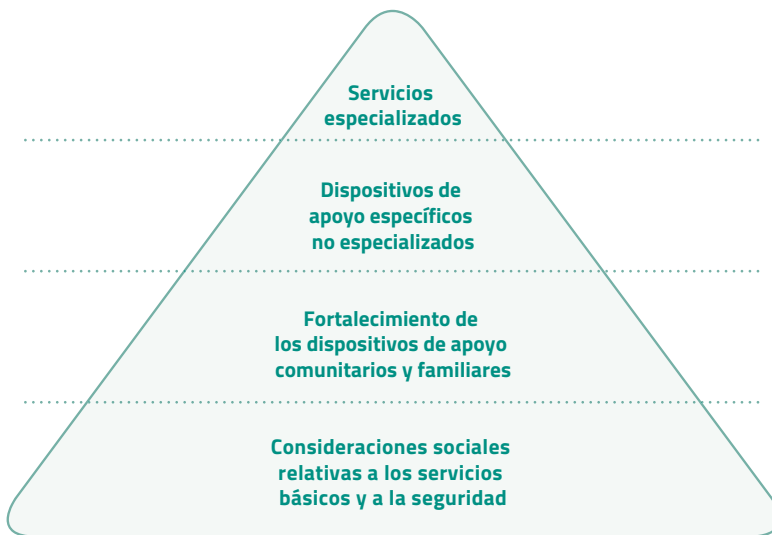 Servicios
especializados
Dispositivos de
apoyo específicos
no especializados
Fortalecimiento de
los dispositivos de apoyo
comunitarios y familiares
Consideraciones sociales
relativas a los servicios
básicos y a la seguridad